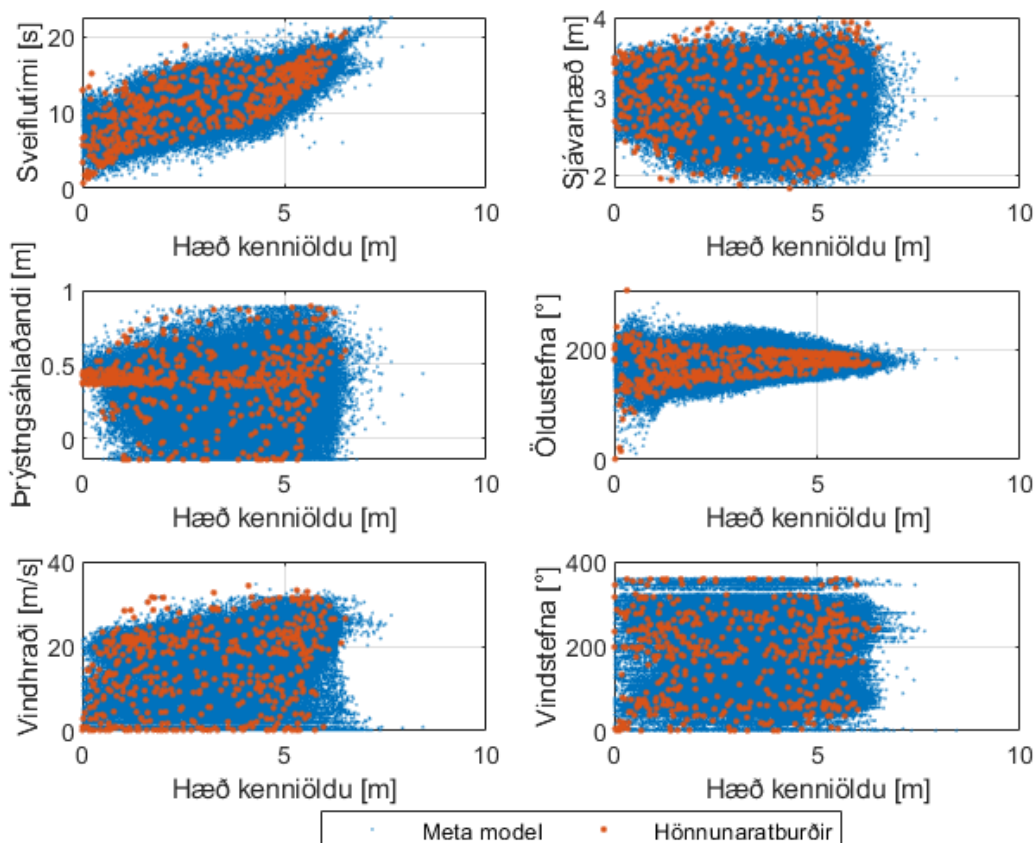 Sveiflutími [s]
20
10
0
0
5
10
Hæð kenniöldu [m]
Sjávarhæð [m]
4
3
2
0
5
10
Hæð kenniöldu [m]
Þrýstngsáhlaðandi [m]
1
0.5
0
0
5
10
Hæð kenniöldu [m]
Öldustefna [°]
200
0
0
5
10
Hæð kenniöldu [m]
Vindhraði [m/s]
40
20
0
0
5
10
Hæð kenniöldu [m]
Vindstefna [°]
400
200
0
0
5
10
Hæð kenniöldu [m]
Meta model Hönnunaratburðir